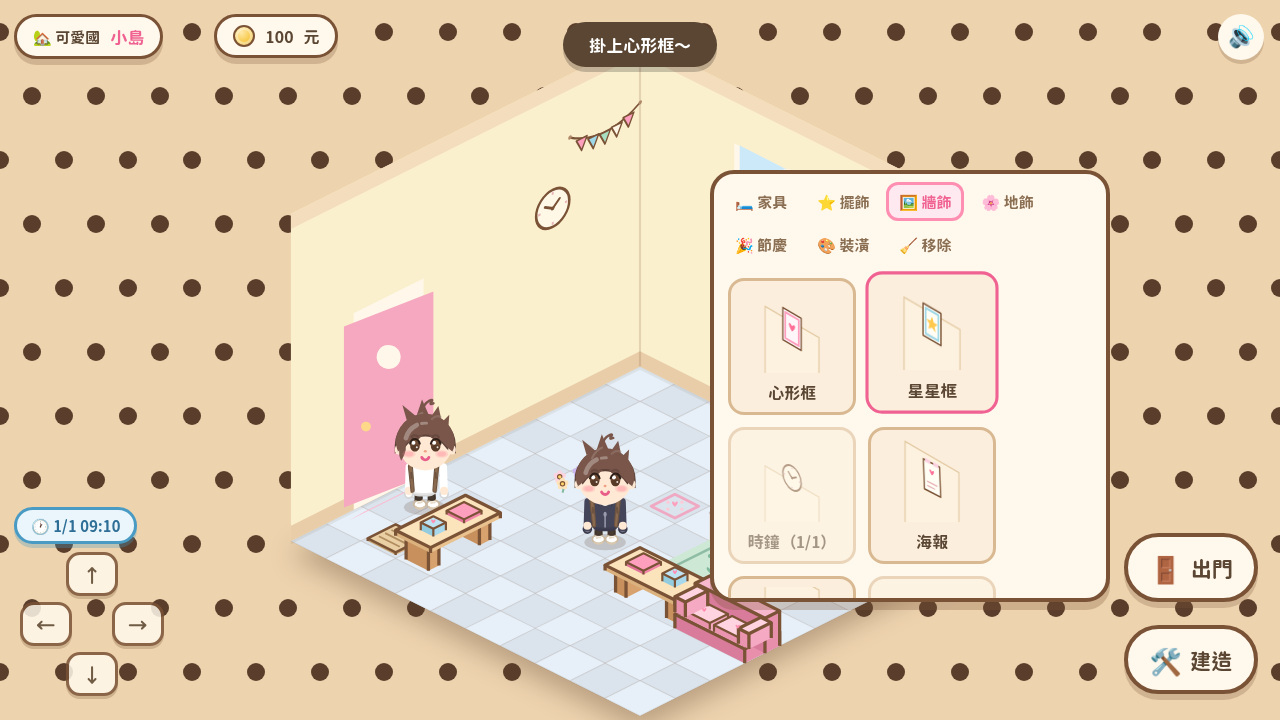 可愛國 小島
100 元
掛上心形框～
家具
擺飾
牆飾
地飾
節慶
裝潢
移除
心形框
星星框
時鐘（1/1）
海報
1/1 09:10
↑
← →
↓
出門
建造